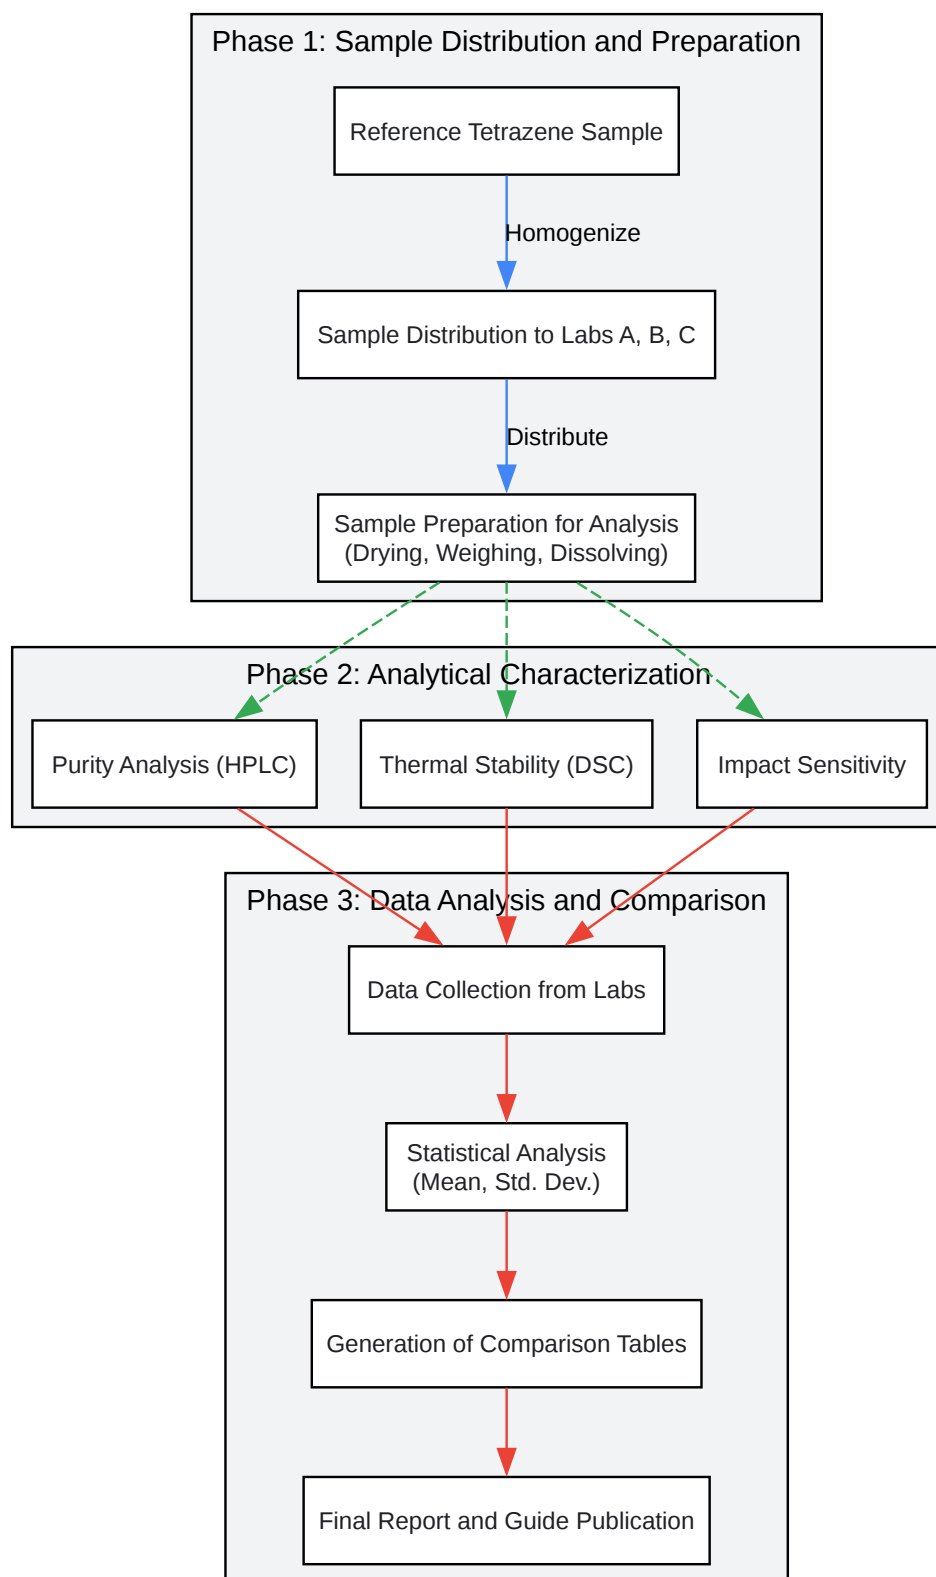 Phase 1: Sample Distribution and Preparation
Reference Tetrazene Sample
Homogenize
Sample Distribution to Labs A, B, C
Distribute
Sample Preparation for Analysis
(Drying, Weighing, Dissolving)
Phase 2: Analytical Characterization
Purity Analysis (HPLC)
Thermal Stability (DSC)
Impact Sensitivity
Phase 3: Data Analysis and Comparison
Data Collection from Labs
Statistical Analysis
(Mean, Std. Dev.)
Generation of Comparison Tables
Final Report and Guide Publication